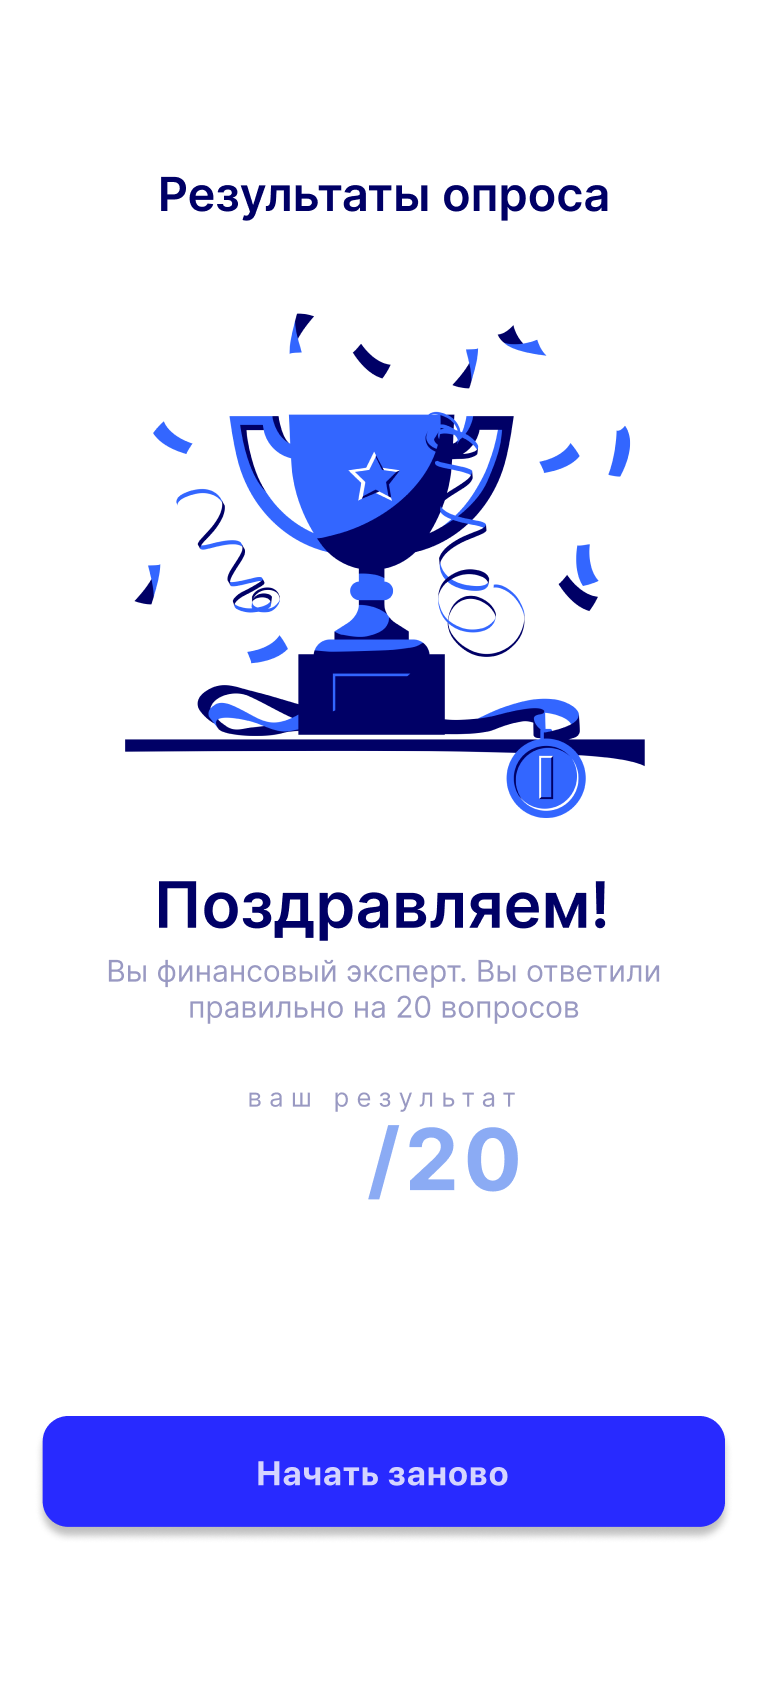 Результаты опроса
Поздравляем!
Вы финансовый эксперт. Вы ответили
правильно на 20 вопросов
ваш результат
/20
Начать заново